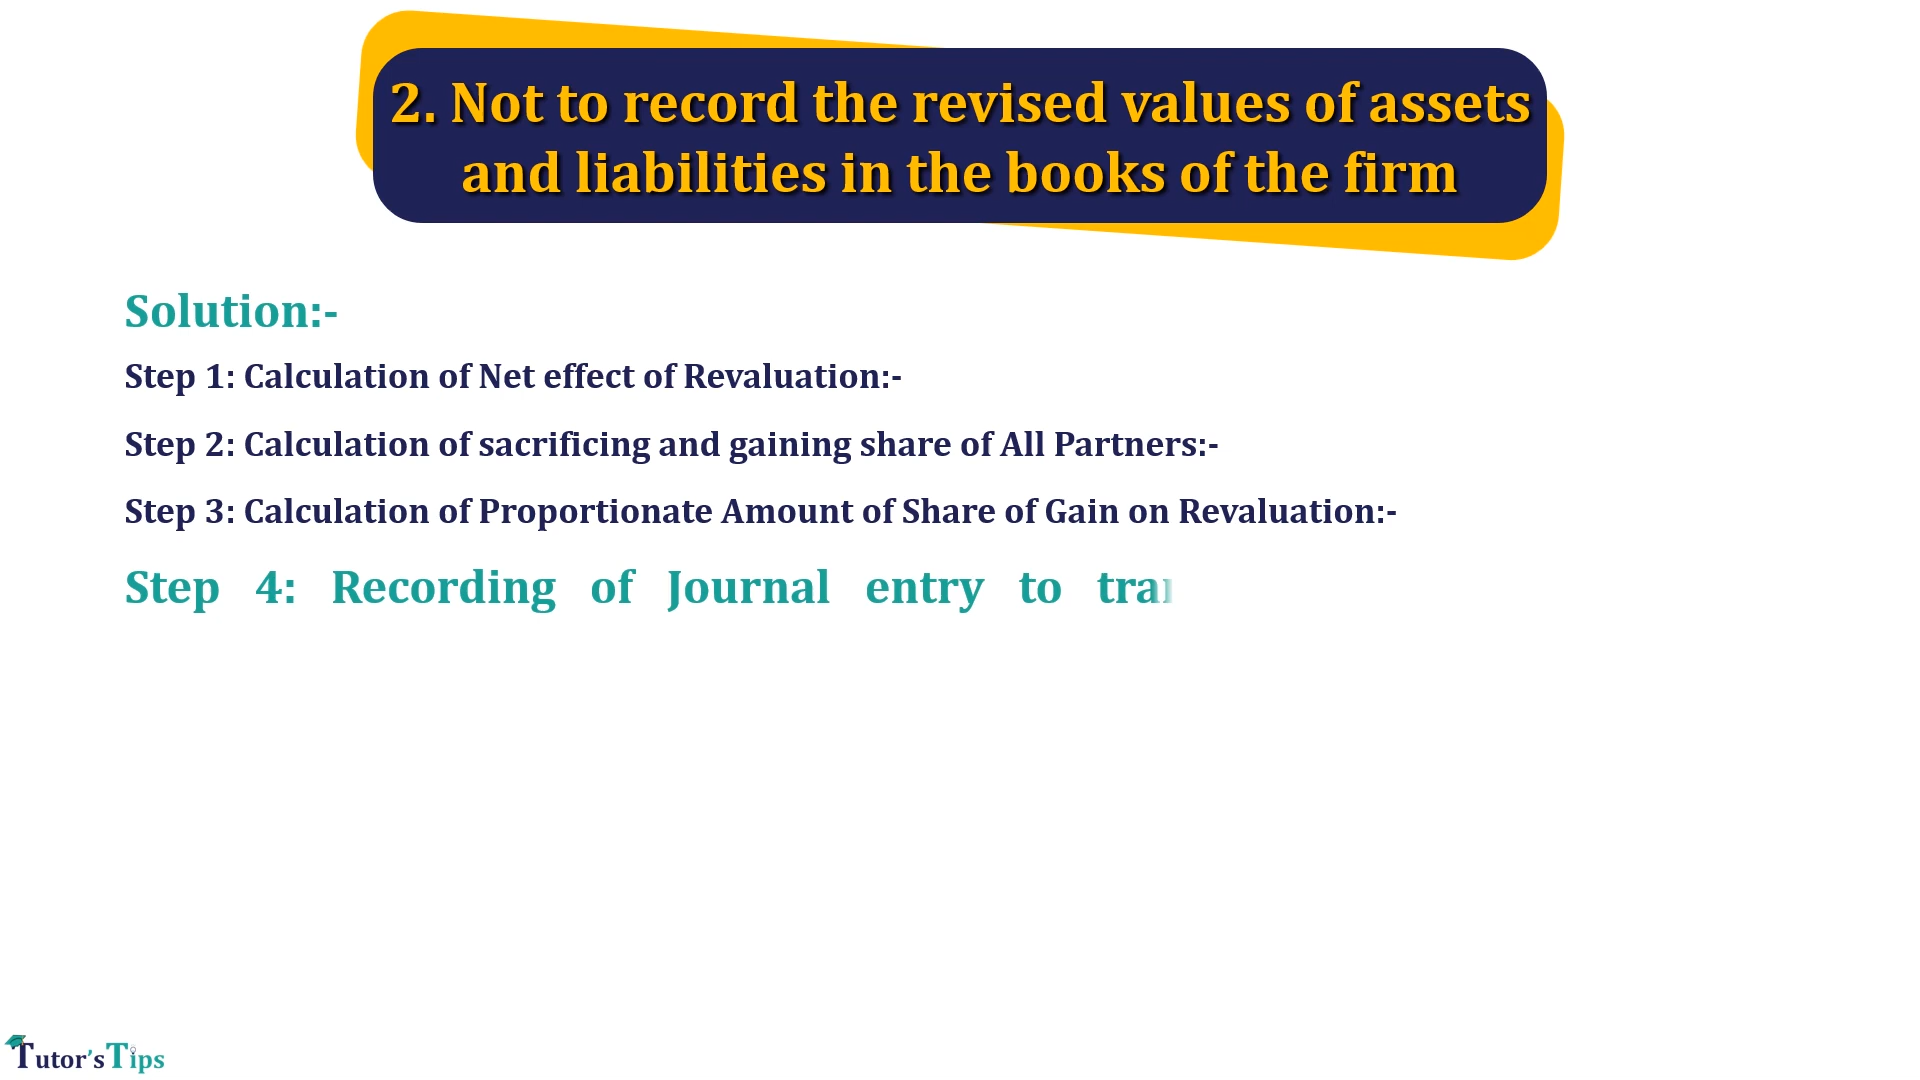 2. Not to record the revised values of assets
and liabilities in the books of the firm
Solution:-
Step 1: Calculation of Net effect of Revaluation:-
Step 2: Calculation of sacrificing and gaining share of All Partners:-
Step 3: Calculation of Proportionate Amount of Share of Gain on Revaluation:-
Step 4: Recording of Journal entry to
Tutor'sTips